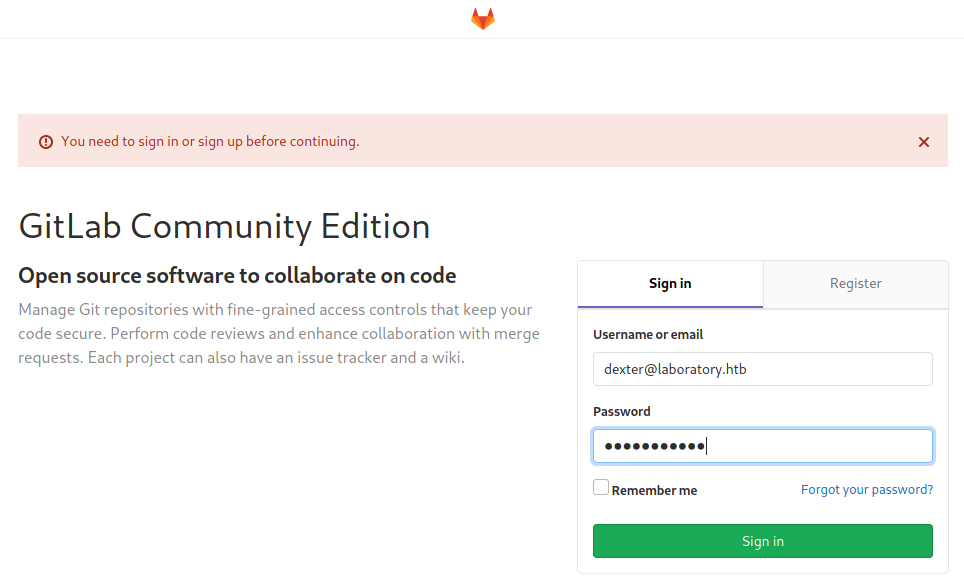 You need to sign in or sign up before continuing.
GitLab Community Edition
Open source software to collaborate on code
Manage Git repositories with fine-grained access controls that keep your
code secure. Perform code reviews and enhance collaboration with merge
requests. Each project can also have an issue tracker and a wiki.
Sign in
Register
Username or email
dexter@laboratory.htb
Password
●●●●●●●●●●●
Remember me
Forgot your password?
Sign in